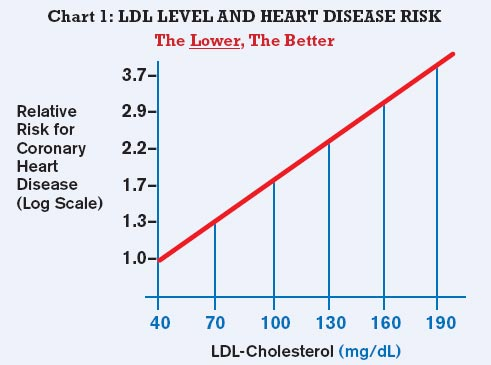 Chart 1: LDL LEVEL AND HEART DISEASE RISK
The Lower, The Better
Relative
Risk for
Coronary
Heart
Disease
(Log Scale)
3.7
2.9
2.2
1.7
1.3
1.0
40 70 100 130 160 190
LDL-Cholesterol (mg/dL)